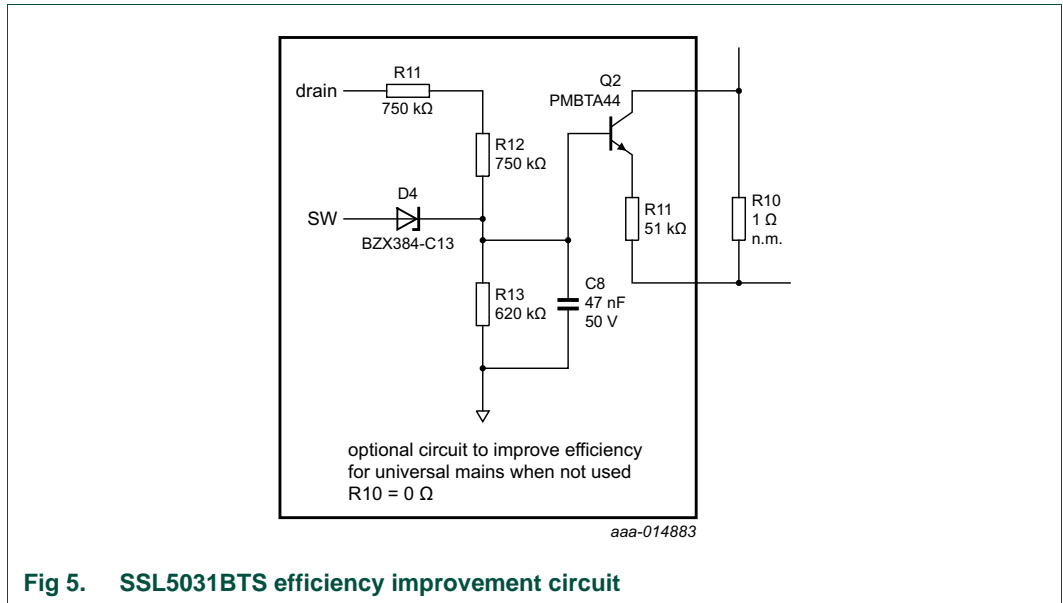 R11
drain
750 kΩ
R12
750 kΩ
Q2
PMBTA44
D4
SW
BZX384-C13
R11
51 kΩ
R10
1 Ω
n.m.
R13
620 kΩ
C8
47 nF
50 V
optional circuit to improve efficiency
for universal mains when not used
R10 = 0 Ω
aaa-014883
Fig 5. SSL5031BTS efficiency improvement circuit